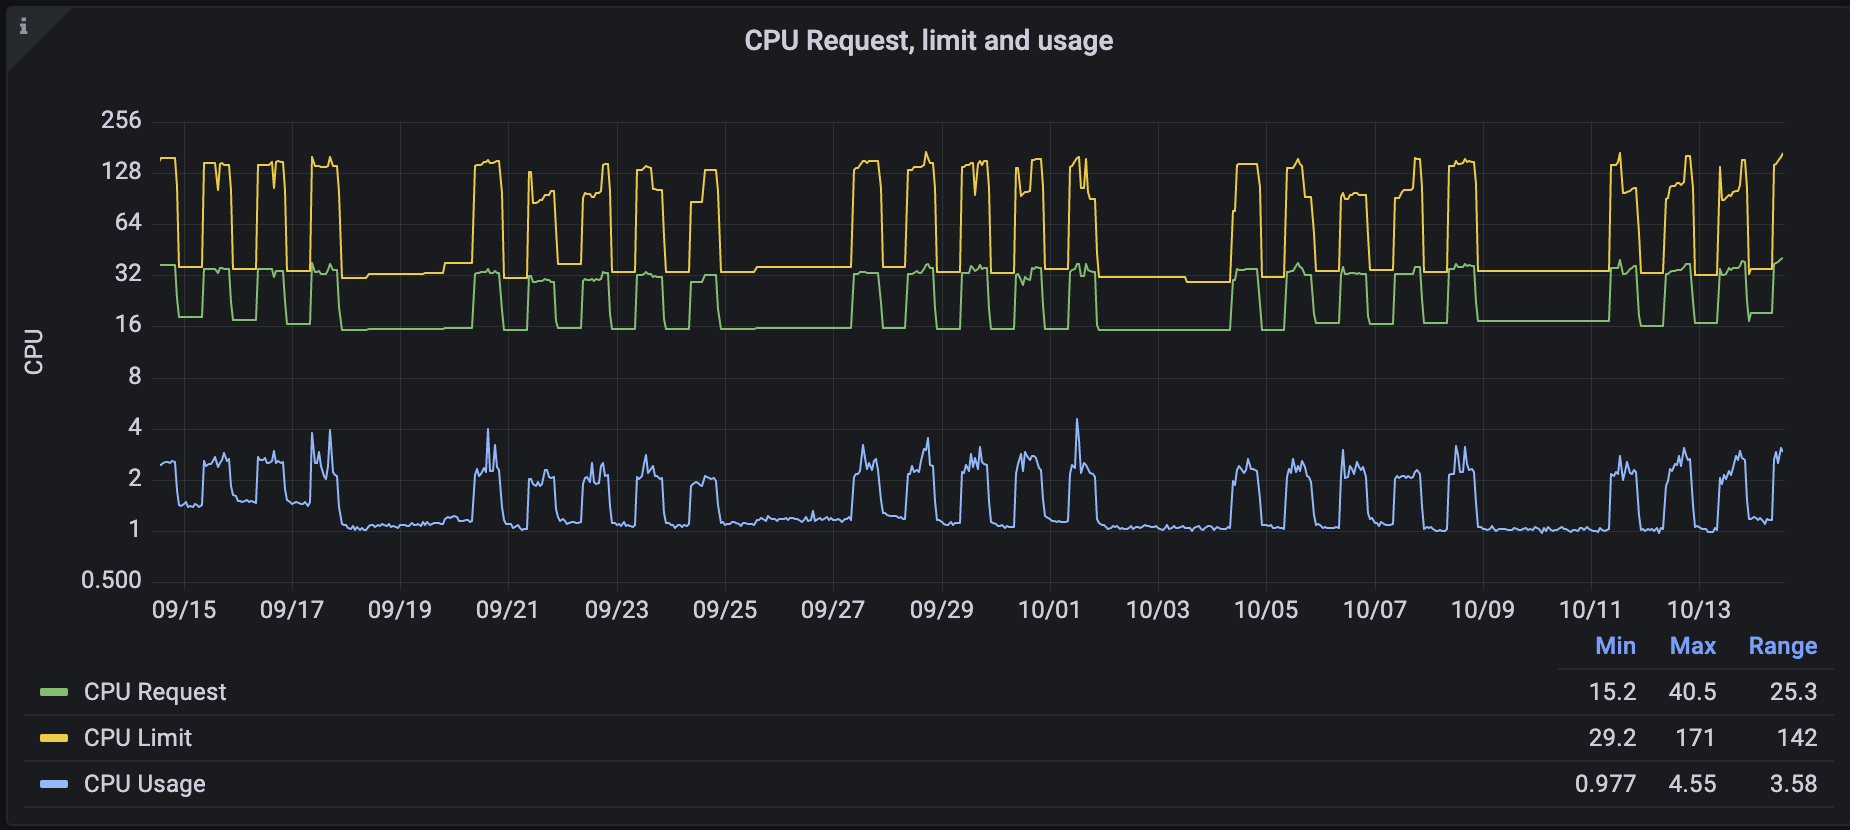 i
CPU Request, limit and usage
CPU
256
128
64
32
16
8
4
2
1
0.500
09/15 09/17 09/19 09/21 09/23 09/25 09/27 09/29 10/01 10/03 10/05 10/07 10/09 10/11 10/13
Min Max Range
CPU Request 15.2 40.5 25.3
CPU Limit 29.2 171 142
CPU Usage 0.977 4.55 3.58